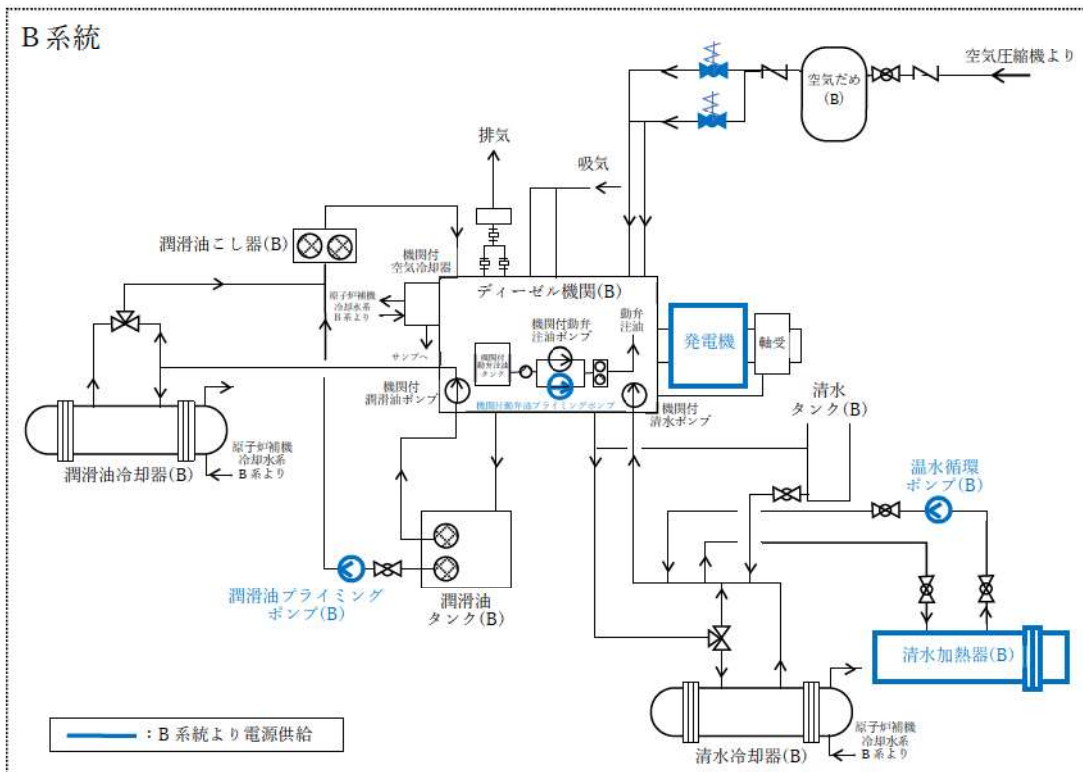 B系統
空気圧縮機より
空気だめ
(B)
排気
吸気
潤滑油こし器(B)
機関付
空気冷却器
原子炉補機
冷却水系
B系より
サンプへ
ディーゼル機関(B)
機関付動弁
注油ポンプ
動弁
注油
機関付
動弁注油
タンク
機関付動弁油プライミングポンプ(B)
機関付
潤滑油ポンプ
機関付
清水ポンプ
発電機
軸受
清水
タンク(B)
原子炉補機
冷却水系
B系より
潤滑油冷却器(B)
温水循環
ポンプ(B)
潤滑油プライミング
ポンプ(B)
潤滑油
タンク(B)
清水加熱器(B)
清水冷却器(B)
原子炉補機
冷却水系
B系より
：B系統より電源供給